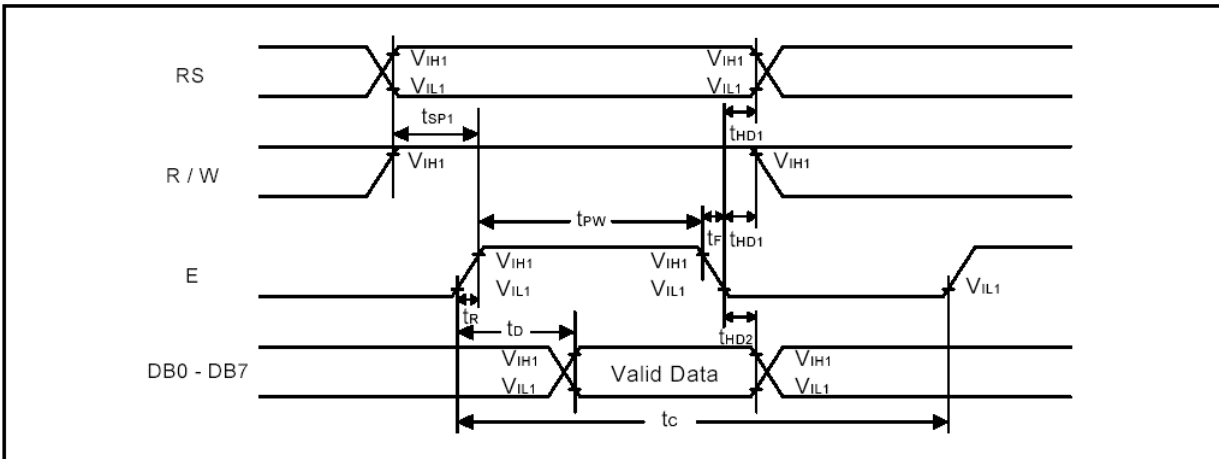 RS
VIH1
VIL1
VIH1
VIL1
tSP1
tHD1
R / W
VIH1
VIH1
tPW
tF
tHD1
E
VIH1
VIL1
VIH1
VIL1
VIL1
tR
tD
tHD2
DB0 - DB7
VIH1
VIL1
Valid Data
VIH1
VIL1
tC